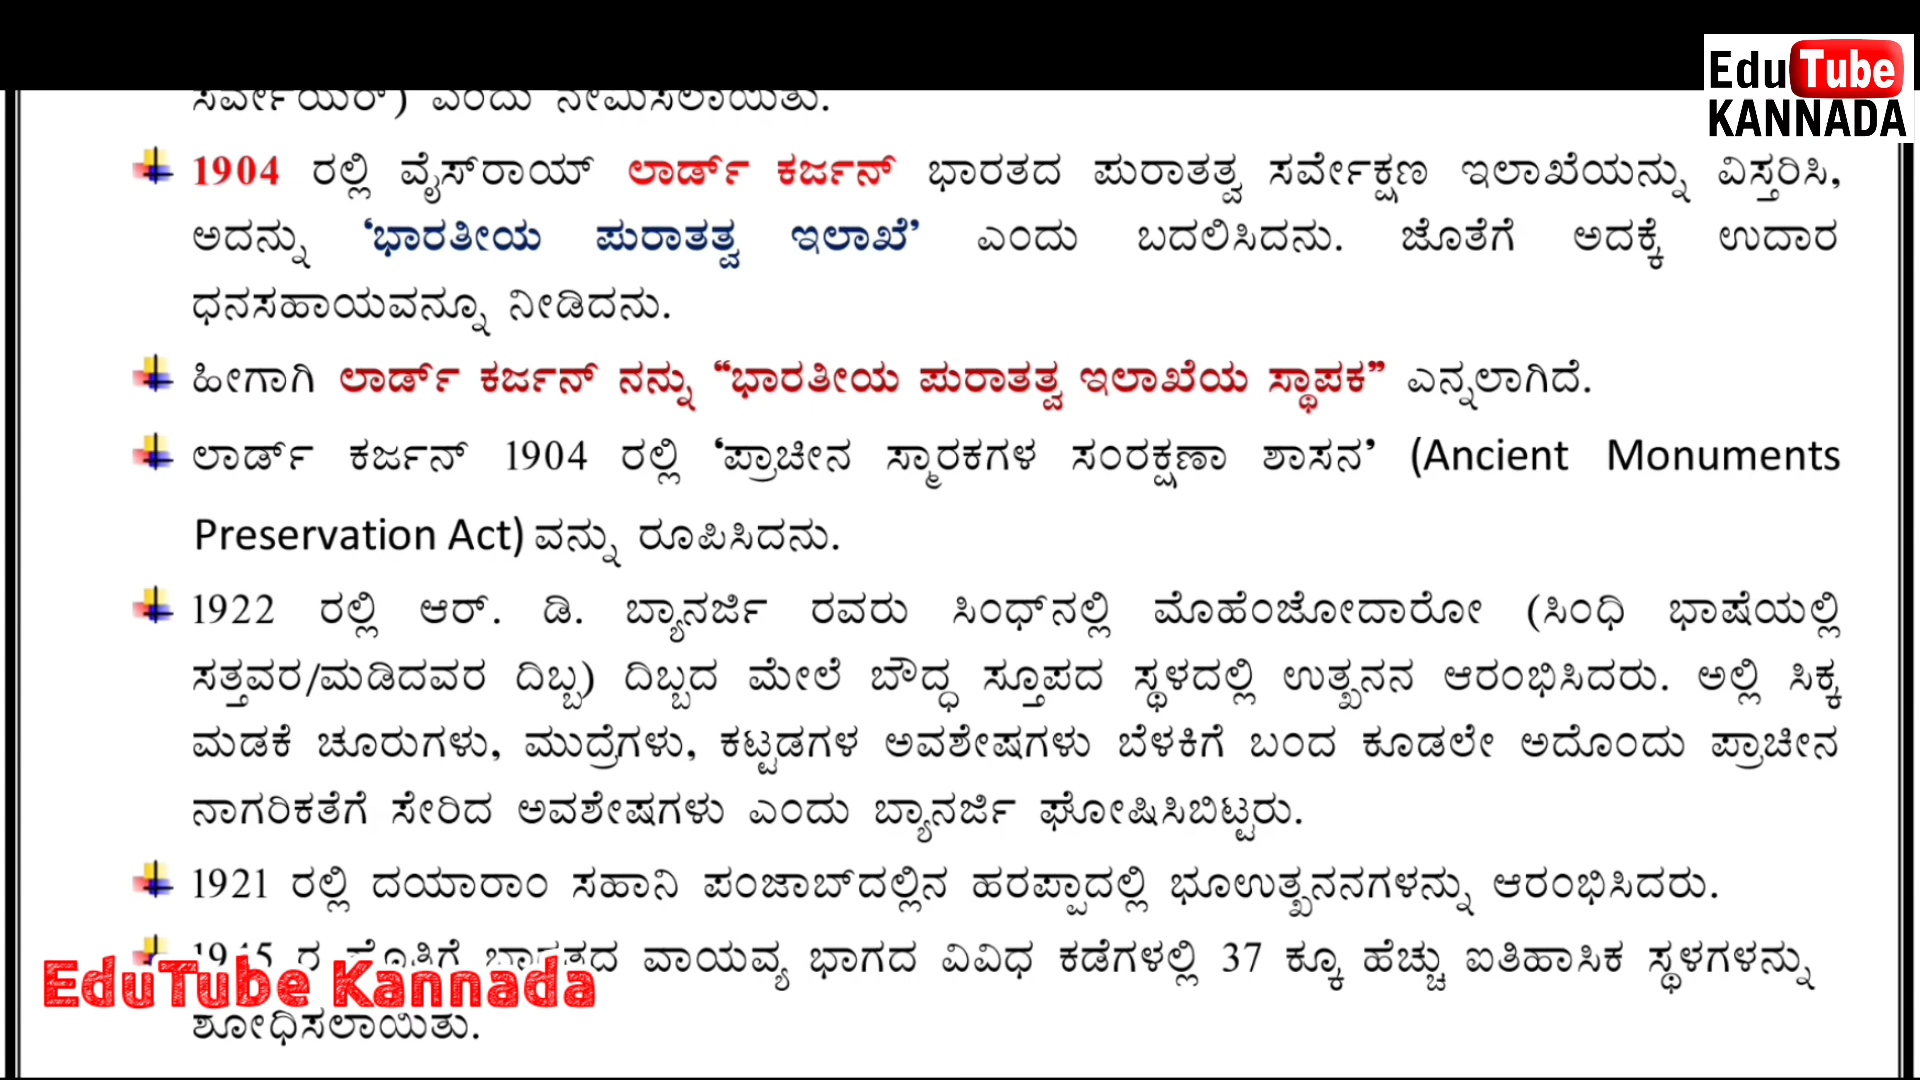 Edu Tube
KANNADA
ಸರ್ವೇಯರ್) ಎಂದು ನೇಮಿಸಲಾಯಿತು.
1904 ರಲ್ಲಿ ವೈಸ್‌ರಾಯ್ ಲಾರ್ಡ್ ಕರ್ಜನ್ ಭಾರತದ ಪುರಾತತ್ವ ಸರ್ವೇಕ್ಷಣ ಇಲಾಖೆಯನ್ನು ವಿಸ್ತರಿಸಿ,
ಅದನ್ನು ‘ಭಾರತೀಯ ಪುರಾತತ್ವ ಇಲಾಖೆ’ ಎಂದು ಬದಲಿಸಿದನು. ಜೊತೆಗೆ ಅದಕ್ಕೆ ಉದಾರ
ಧನಸಹಾಯವನ್ನೂ ನೀಡಿದನು.
ಹೀಗಾಗಿ ಲಾರ್ಡ್ ಕರ್ಜನ್ ನನ್ನು “ಭಾರತೀಯ ಪುರಾತತ್ವ ಇಲಾಖೆಯ ಸ್ಥಾಪಕ” ಎನ್ನಲಾಗಿದೆ.
ಲಾರ್ಡ್ ಕರ್ಜನ್ 1904 ರಲ್ಲಿ ‘ಪ್ರಾಚೀನ ಸ್ಮಾರಕಗಳ ಸಂರಕ್ಷಣಾ ಶಾಸನ’ (Ancient Monuments
Preservation Act) ವನ್ನು ರೂಪಿಸಿದನು.
1922 ರಲ್ಲಿ ಆರ್. ಡಿ. ಬ್ಯಾನರ್ಜಿ ರವರು ಸಿಂಧ್‌ನಲ್ಲಿ ಮೊಹೆಂಜೋದಾರೋ (ಸಿಂಧಿ ಭಾಷೆಯಲ್ಲಿ
ಸತ್ತವರ/ಮಡಿದವರ ದಿಬ್ಬ) ದಿಬ್ಬದ ಮೇಲೆ ಬೌದ್ಧ ಸ್ತೂಪದ ಸ್ಥಳದಲ್ಲಿ ಉತ್ಖನನ ಆರಂಭಿಸಿದರು. ಅಲ್ಲಿ ಸಿಕ್ಕ
ಮಡಕೆ ಚೂರುಗಳು, ಮುದ್ರೆಗಳು, ಕಟ್ಟಡಗಳ ಅವಶೇಷಗಳು ಬೆಳಕಿಗೆ ಬಂದ ಕೂಡಲೇ ಅದೊಂದು ಪ್ರಾಚೀನ
ನಾಗರಿಕತೆಗೆ ಸೇರಿದ ಅವಶೇಷಗಳು ಎಂದು ಬ್ಯಾನರ್ಜಿ ಘೋಷಿಸಿಬಿಟ್ಟರು.
1921 ರಲ್ಲಿ ದಯಾರಾಂ ಸಹಾನಿ ಪಂಜಾಬ್‌ದಲ್ಲಿನ ಹರಪ್ಪಾದಲ್ಲಿ ಭೂಉತ್ಖನನಗಳನ್ನು ಆರಂಭಿಸಿದರು.
1945 ರ ಹೊತ್ತಿಗೆ ಭಾರತದ ವಾಯವ್ಯ ಭಾಗದ ವಿವಿಧ ಕಡೆಗಳಲ್ಲಿ 37 ಕ್ಕೂ ಹೆಚ್ಚು ಐತಿಹಾಸಿಕ ಸ್ಥಳಗಳನ್ನು
EduTube Kannada
ಶೋಧಿಸಲಾಯಿತು.